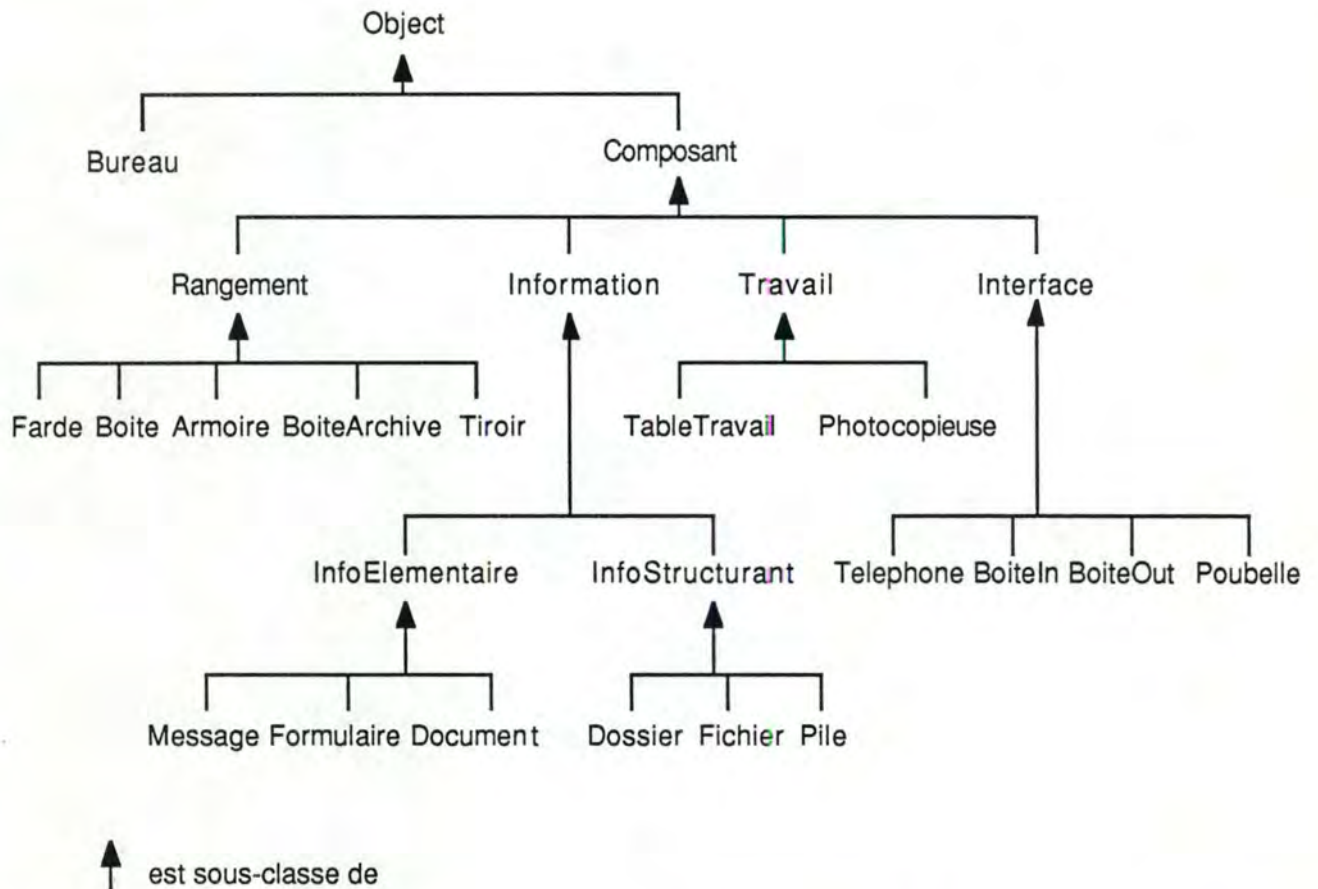 Object
Bureau
Composant
Rangement Information Travail Interface
Farde Boite Armoire BoiteArchive Tiroir
TableTravail Photocopieuse
InfoElementaire InfoStructurant
Telephone BoiteIn BoiteOut Poubelle
Message Formulaire Document
Dossier Fichier Pile
est sous-classe de